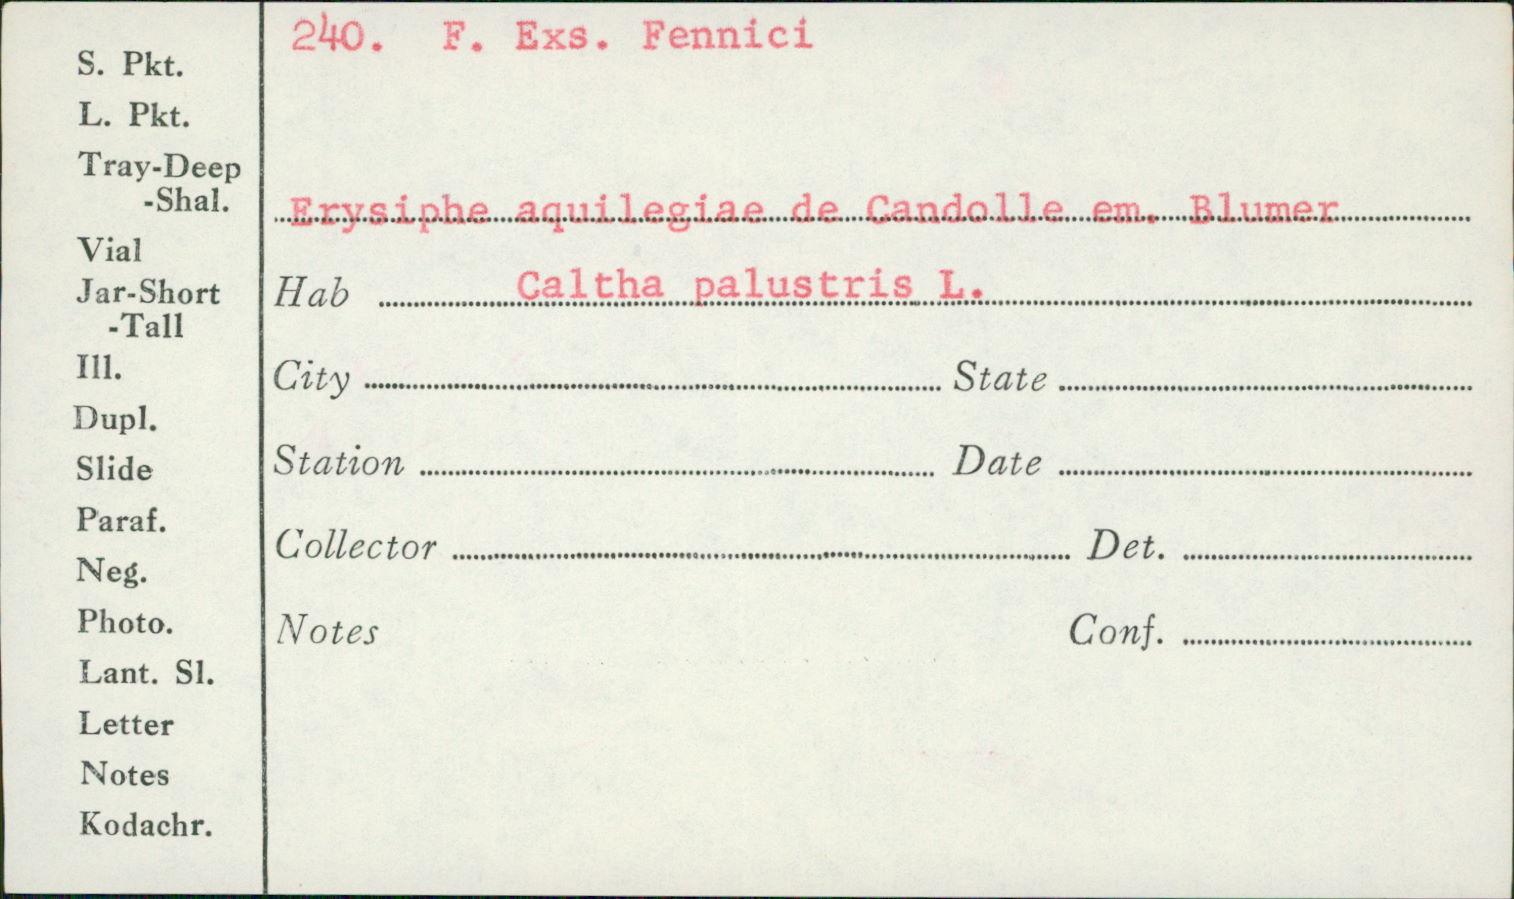 240. F. Exs. Fennici
S. Pkt.
L. Pkt.
Tray-Deep
-Shal.
Vial
Jar-Short
-Tall
Ill.
Dupl.
Slide
Paraf.
Neg.
Photo.
Lant. Sl.
Letter
Notes
Kodachr.
Erysiphe aquilegiae de Candolle em. Blumer
Hab Caltha palustris L.
City State
Station Date
Collector Det.
Notes Conf.